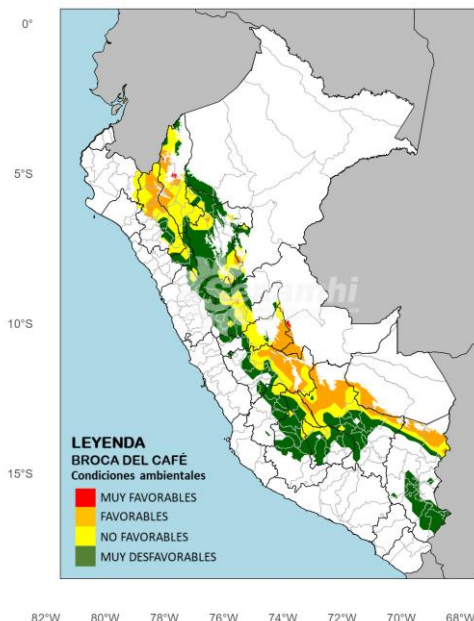 0°
5°S
10°S
15°S
Senamhi
LEYENDA
BROCA DEL CAFÉ
Condiciones ambientales
MUY FAVORABLES
FAVORABLES
NO FAVORABLES
MUY DESFAVORABLES
82°W 80°W 78°W 76°W 74°W 72°W 70°W 68°W